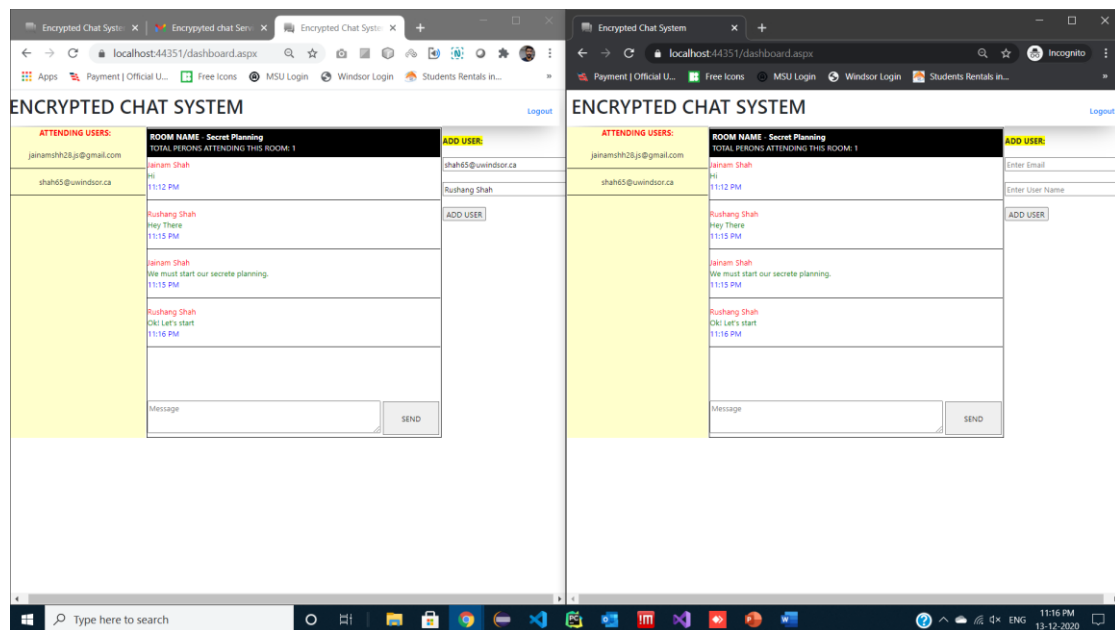 Encrypted Chat System
Encrypyted chat Serv
Encrypted Chat System
localhost:44351/dashboard.aspx
Apps
Payment | Official U...
Free Icons
MSU Login
Windsor Login
Students Rentals in...
»
ENCRYPTED CHAT SYSTEM
Logout
ATTENDING USERS:
jainamshh28.js@gmail.com
shah65@uwindsor.ca
ROOM NAME - Secret Planning
TOTAL PERONS ATTENDING THIS ROOM: 1
Jainam Shah
Hi
11:12 PM
Rushang Shah
Hey There
11:15 PM
Jainam Shah
We must start our secrete planning.
11:15 PM
Rushang Shah
Ok! Let's start
11:16 PM
Message
SEND
ADD USER:
shah65@uwindsor.ca
Rushang Shah
ADD USER
Encrypted Chat System
localhost:44351/dashboard.aspx
Incognito
Payment | Official U...
Free Icons
MSU Login
Windsor Login
Students Rentals in...
»
ENCRYPTED CHAT SYSTEM
Logout
ATTENDING USERS:
jainamshh28.js@gmail.com
shah65@uwindsor.ca
ROOM NAME - Secret Planning
TOTAL PERONS ATTENDING THIS ROOM: 1
Jainam Shah
Hi
11:12 PM
Rushang Shah
Hey There
11:15 PM
Jainam Shah
We must start our secrete planning.
11:15 PM
Rushang Shah
Ok! Let's start
11:16 PM
Message
SEND
ADD USER:
Enter Email
Enter User Name
ADD USER
Type here to search
ENG
11:16 PM
13-12-2020